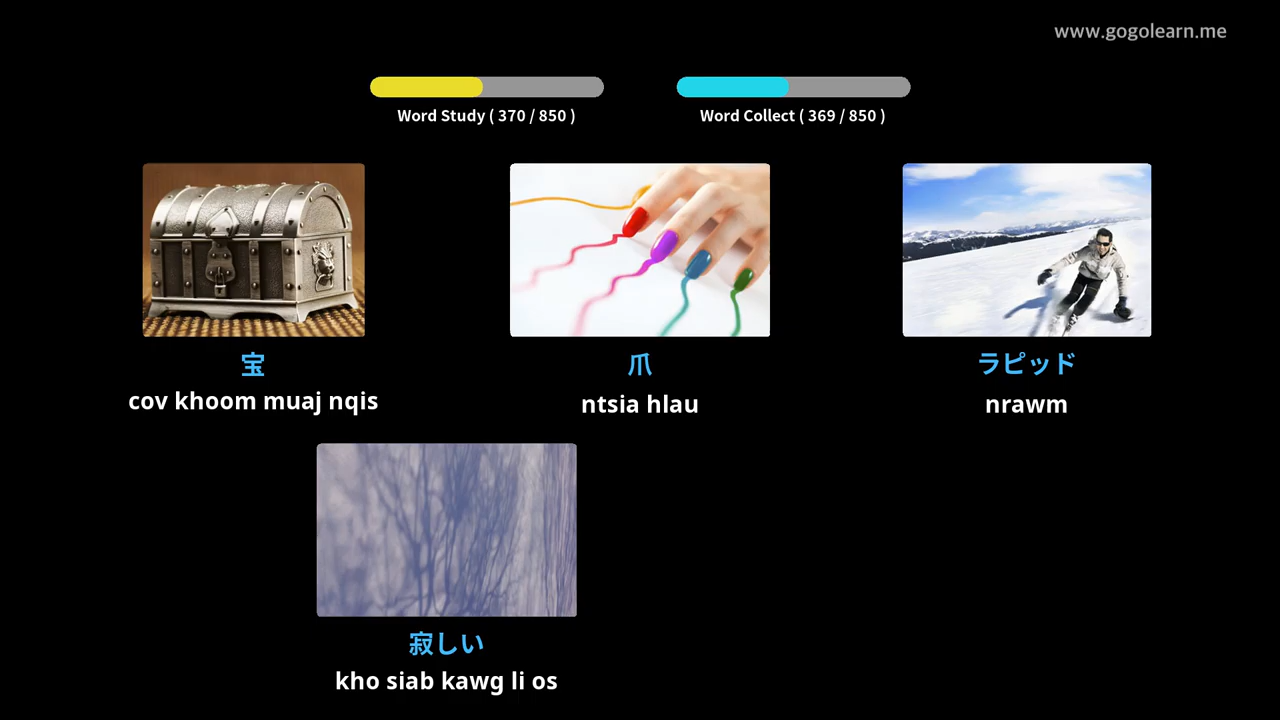 www.gogolearn.me
Word Study ( 370 / 850 )
Word Collect ( 369 / 850 )
宝
cov khoom muaj nqis
爪
ntsia hlau
ラピッド
nrawm
寂しい
kho siab kawg li os